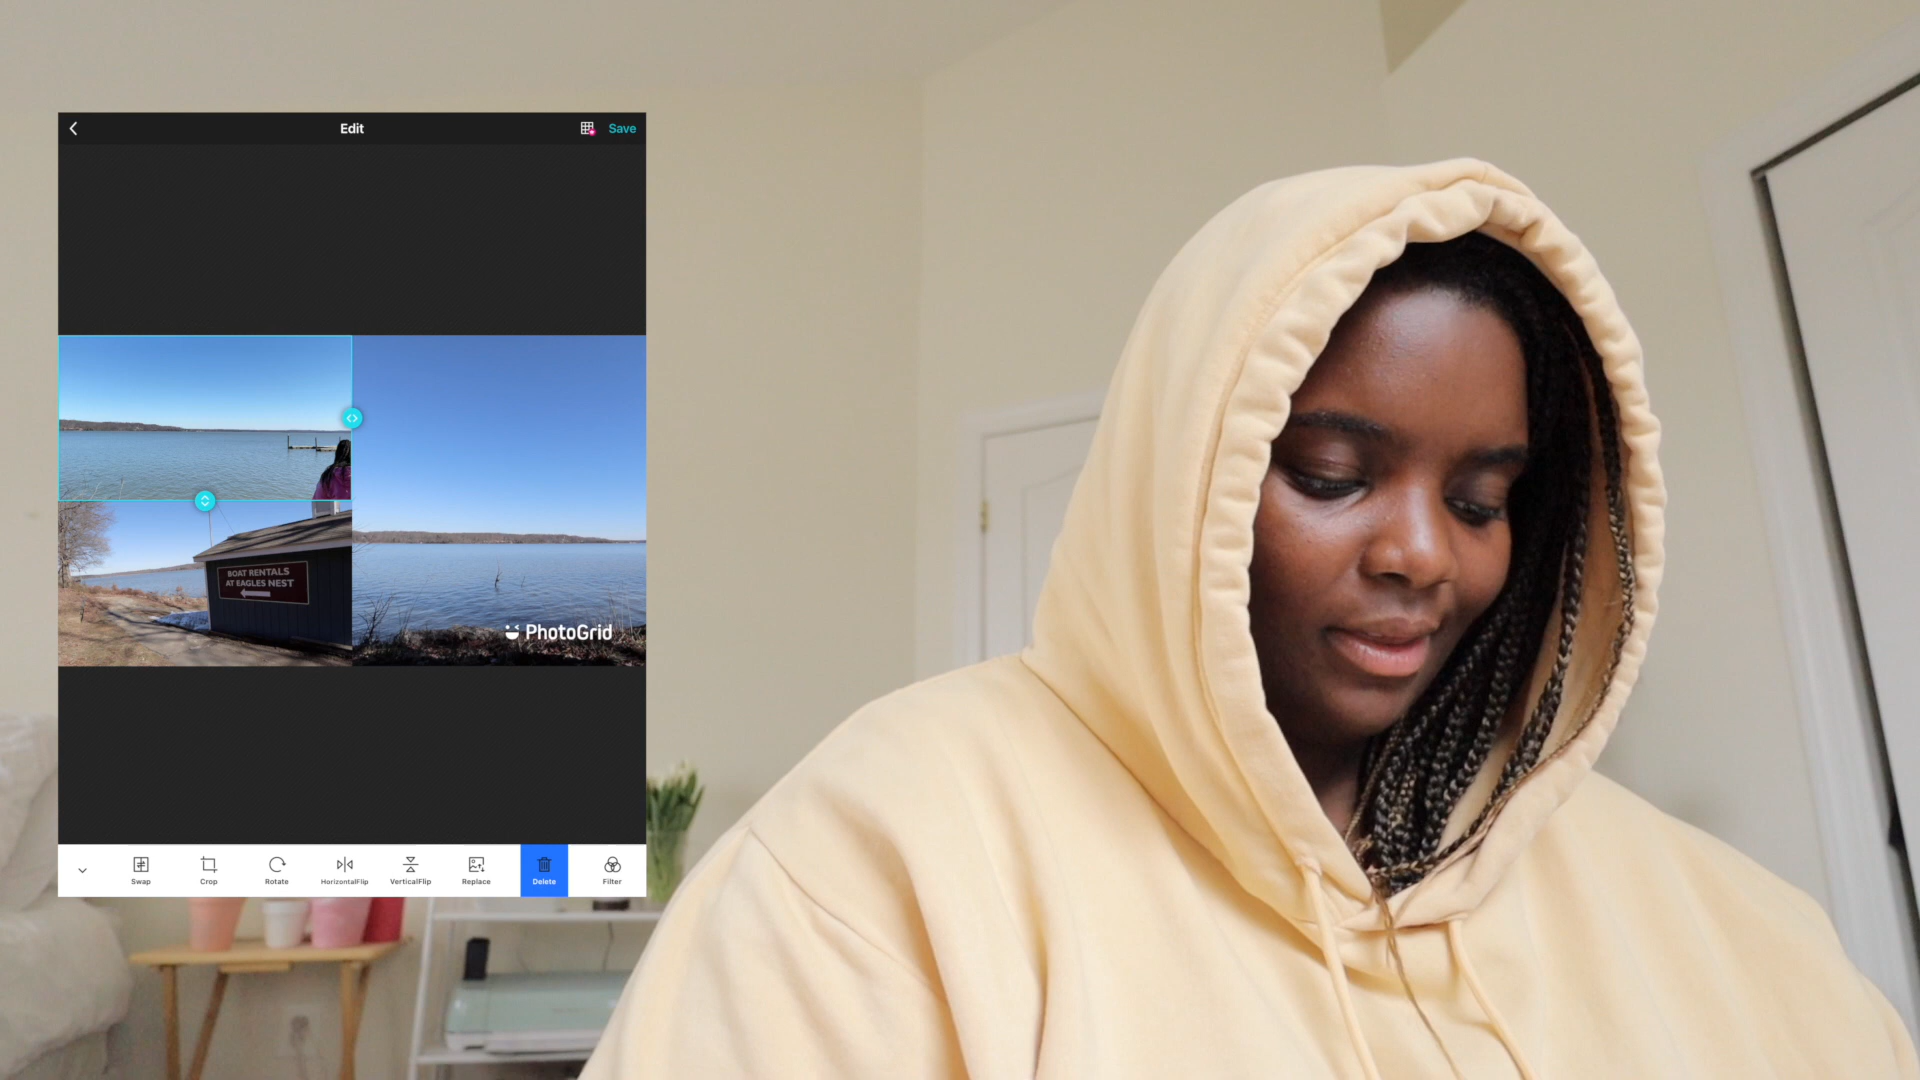 Edit
Save
BOAT RENTALS
AT EAGLES NEST
PhotoGrid
Swap
Crop
Rotate
HorizontalFlip
VerticalFlip
Replace
Delete
Filter